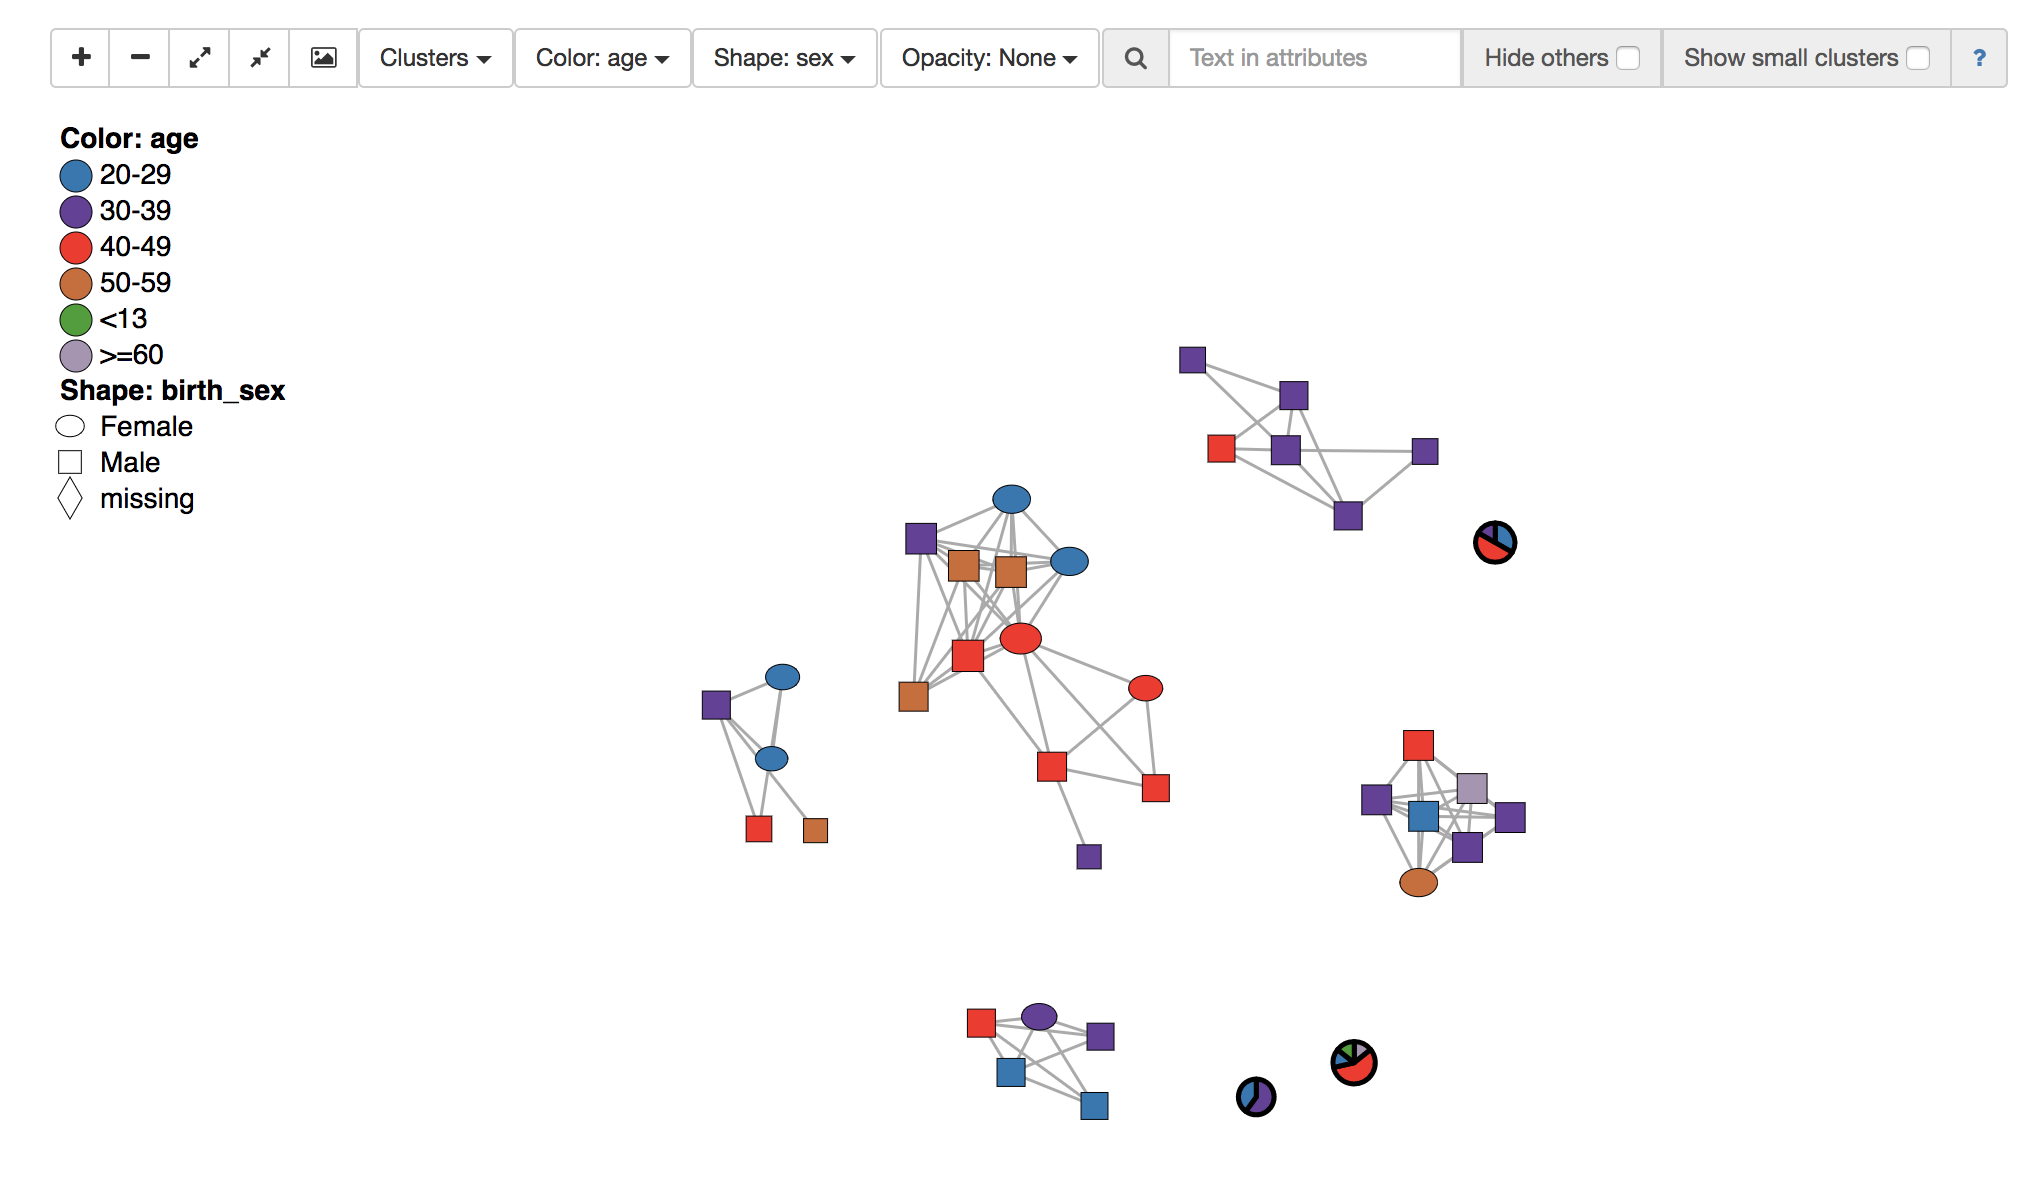 Clusters Color: age Shape: sex Opacity: None Text in attributes Hide others Show small clusters ?
Color: age
20-29
30-39
40-49
50-59
<13
>=60
Shape: birth_sex
Female
Male
missing